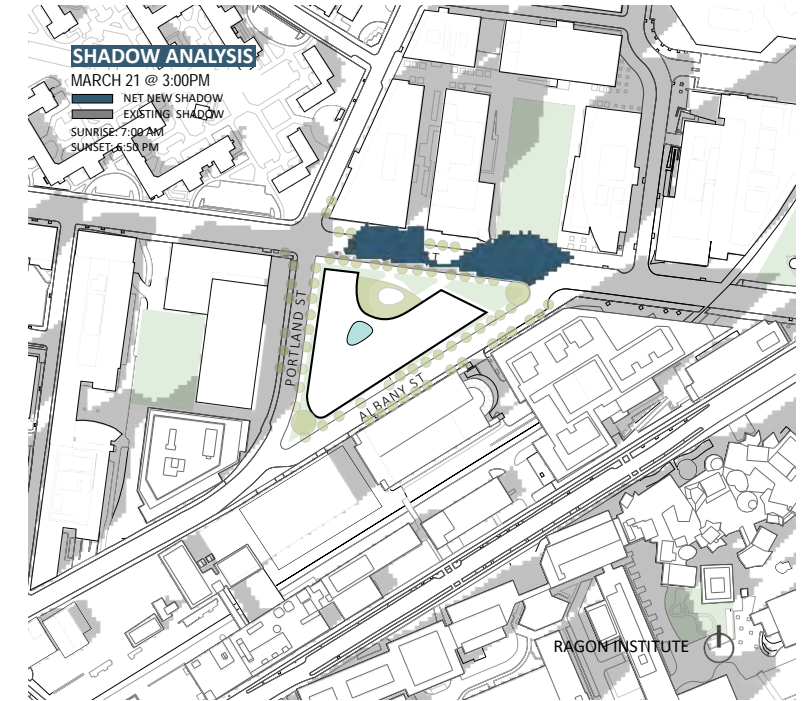 SHADOW ANALYSIS
MARCH 21 @ 3:00PM
NET NEW SHADOW
EXISTING SHADOW
SUNRISE: 7:00 AM
SUNSET: 6:50 PM
PORTLAND ST
ALBANY ST
RAGON INSTITUTE